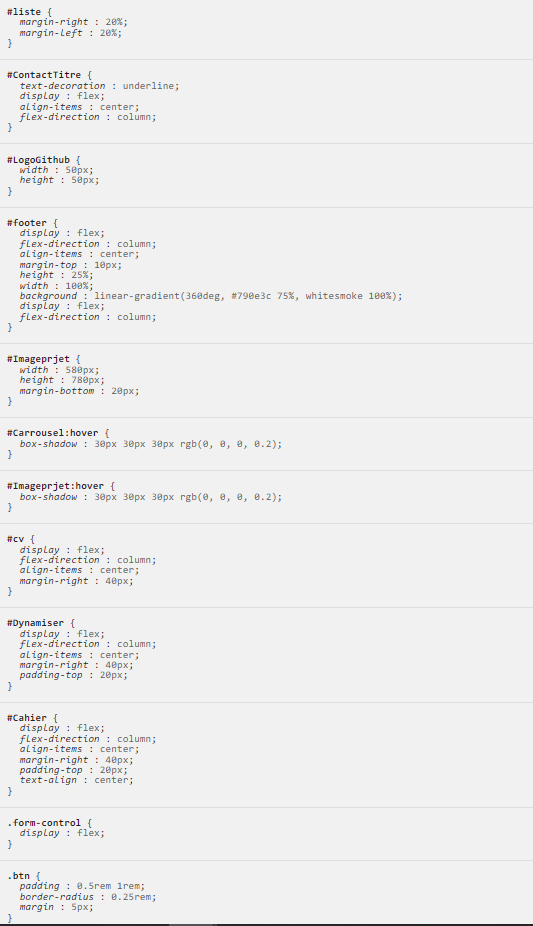 #liste {
margin-right : 20%;
margin-left : 20%;
}
#ContactTitre {
text-decoration : underline;
display : flex;
align-items : center;
flex-direction : column;
}
#LogoGithub {
width : 50px;
height : 50px;
}
#footer {
display : flex;
flex-direction : column;
align-items : center;
margin-top : 10px;
height : 25%;
width : 100%;
background : linear-gradient(360deg, #790e3c 75%, whitesmoke 100%);
display : flex;
flex-direction : column;
}
#Imageprjet {
width : 580px;
height : 780px;
margin-bottom : 20px;
}
#Carrousel:hover {
box-shadow : 30px 30px 30px rgb(0, 0, 0, 0.2);
}
#Imageprjet:hover {
box-shadow : 30px 30px 30px rgb(0, 0, 0, 0.2);
}
#cv {
display : flex;
flex-direction : column;
align-items : center;
margin-right : 40px;
}
#Dynamiser {
display : flex;
flex-direction : column;
align-items : center;
margin-right : 40px;
padding-top : 20px;
}
#Cahier {
display : flex;
flex-direction : column;
align-items : center;
margin-right : 40px;
padding-top : 20px;
text-align : center;
}
.form-control {
display : flex;
}
.btn {
padding : 0.5rem 1rem;
border-radius : 0.25rem;
margin : 5px;
}